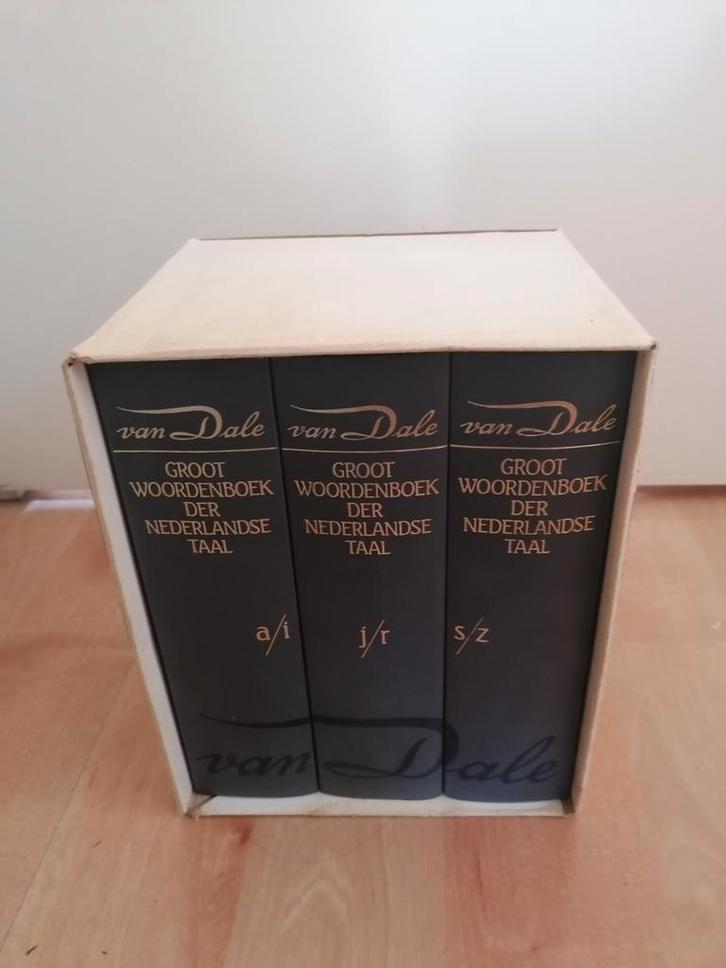 van Dale
GROOT
WOORDENBOEK
DER
NEDERLANDSE
TAAL
a/i
van Dale
GROOT
WOORDENBOEK
DER
NEDERLANDSE
TAAL
j/r
van Dale
GROOT
WOORDENBOEK
DER
NEDERLANDSE
TAAL
s/z
van Dale